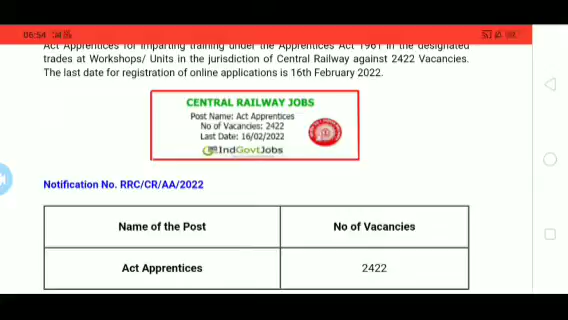 06:54
Act Apprentices for imparting training under the Apprentices Act 1961 in the designated
trades at Workshops/ Units in the jurisdiction of Central Railway against 2422 Vacancies.
The last date for registration of online applications is 16th February 2022.
CENTRAL RAILWAY JOBS
Post Name: Act Apprentices
No of Vacancies: 2422
Last Date: 16/02/2022
IndGovtJobs
Notification No. RRC/CR/AA/2022
Name of the Post
No of Vacancies
Act Apprentices
2422